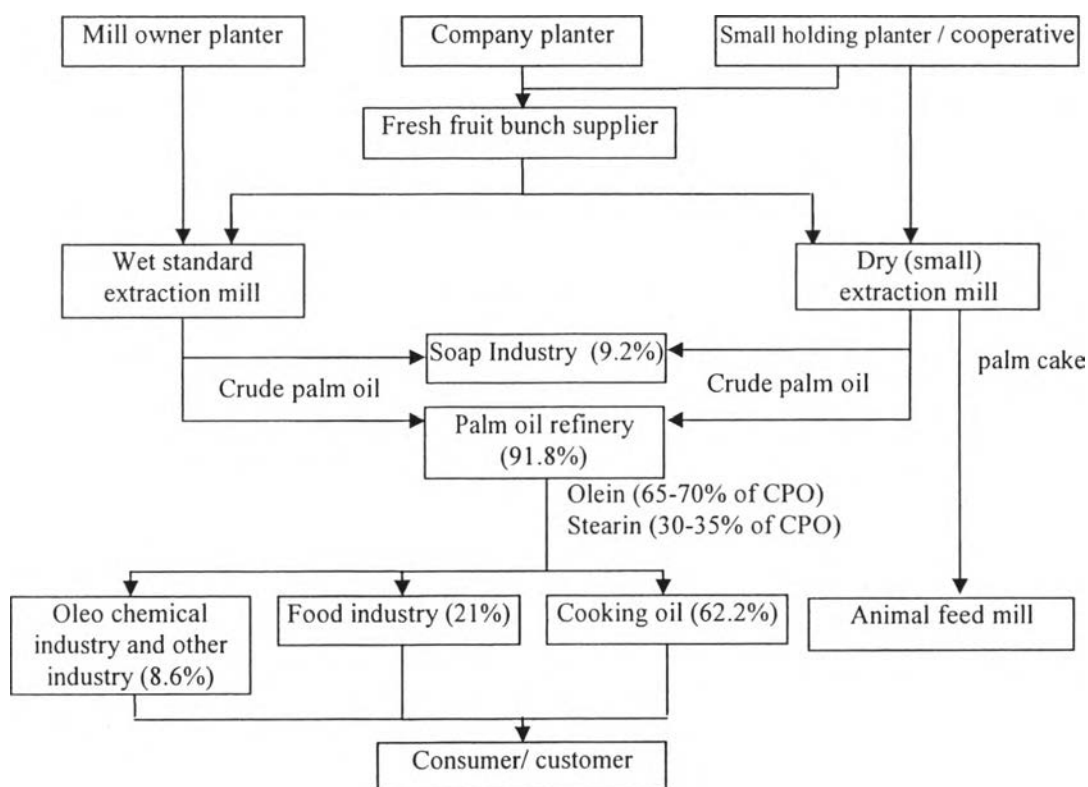 Mill owner planter
Company planter
Small holding planter / cooperative
Fresh fruit bunch supplier
Wet standard
extraction mill
Dry (small)
extraction mill
Soap Industry (9.2%)
palm cake
Crude palm oil
Crude palm oil
Palm oil refinery
(91.8%)
Olein (65-70% of CPO)
Stearin (30-35% of CPO)
Oleo chemical
industry and other
industry (8.6%)
Food industry (21%)
Cooking oil (62.2%)
Animal feed mill
Consumer/ customer